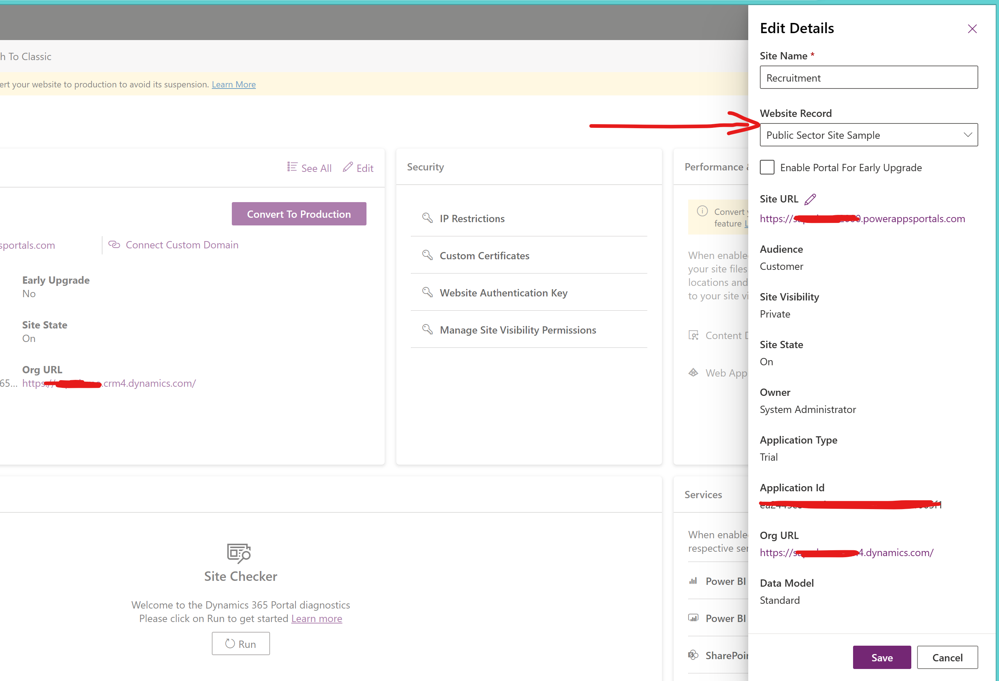 h To Classic
ert your website to production to avoid its suspension. Learn More
See All
Edit
Convert To Production
sportals.com
Connect Custom Domain
Early Upgrade
No
Site State
On
Org URL
65...
https://
.crm4.dynamics.com/
Security
IP Restrictions
Custom Certificates
Website Authentication Key
Manage Site Visibility Permissions
Performance
Convert
feature
When enable
your site files
locations and
to your site vi
Content
Web App
Site Checker
Welcome to the Dynamics 365 Portal diagnostics
Please click on Run to get started Learn more
Run
Services
When enable
respective ser
Power BI
Power BI
SharePoin
Edit Details
Site Name *
Recruitment
Website Record
Public Sector Site Sample
Enable Portal For Early Upgrade
Site URL
https://
.powerappsportals.com
Audience
Customer
Site Visibility
Private
Site State
On
Owner
System Administrator
Application Type
Trial
Application Id
Org URL
https://
4.dynamics.com/
Data Model
Standard
Save
Cancel